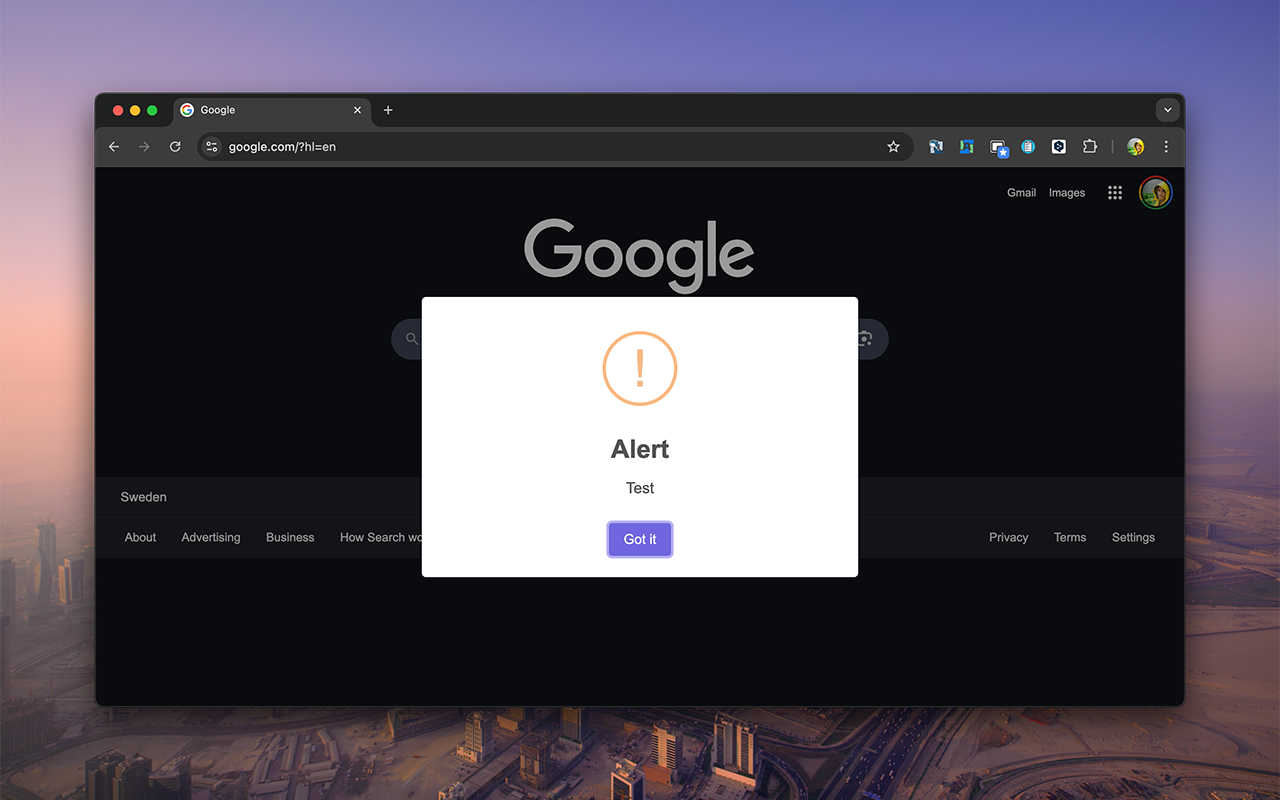 Google
google.com/?hl=en
Gmail Images
Google
!
Alert
Test
Got it
Sweden
About Advertising Business How Search wo
Privacy Terms Settings